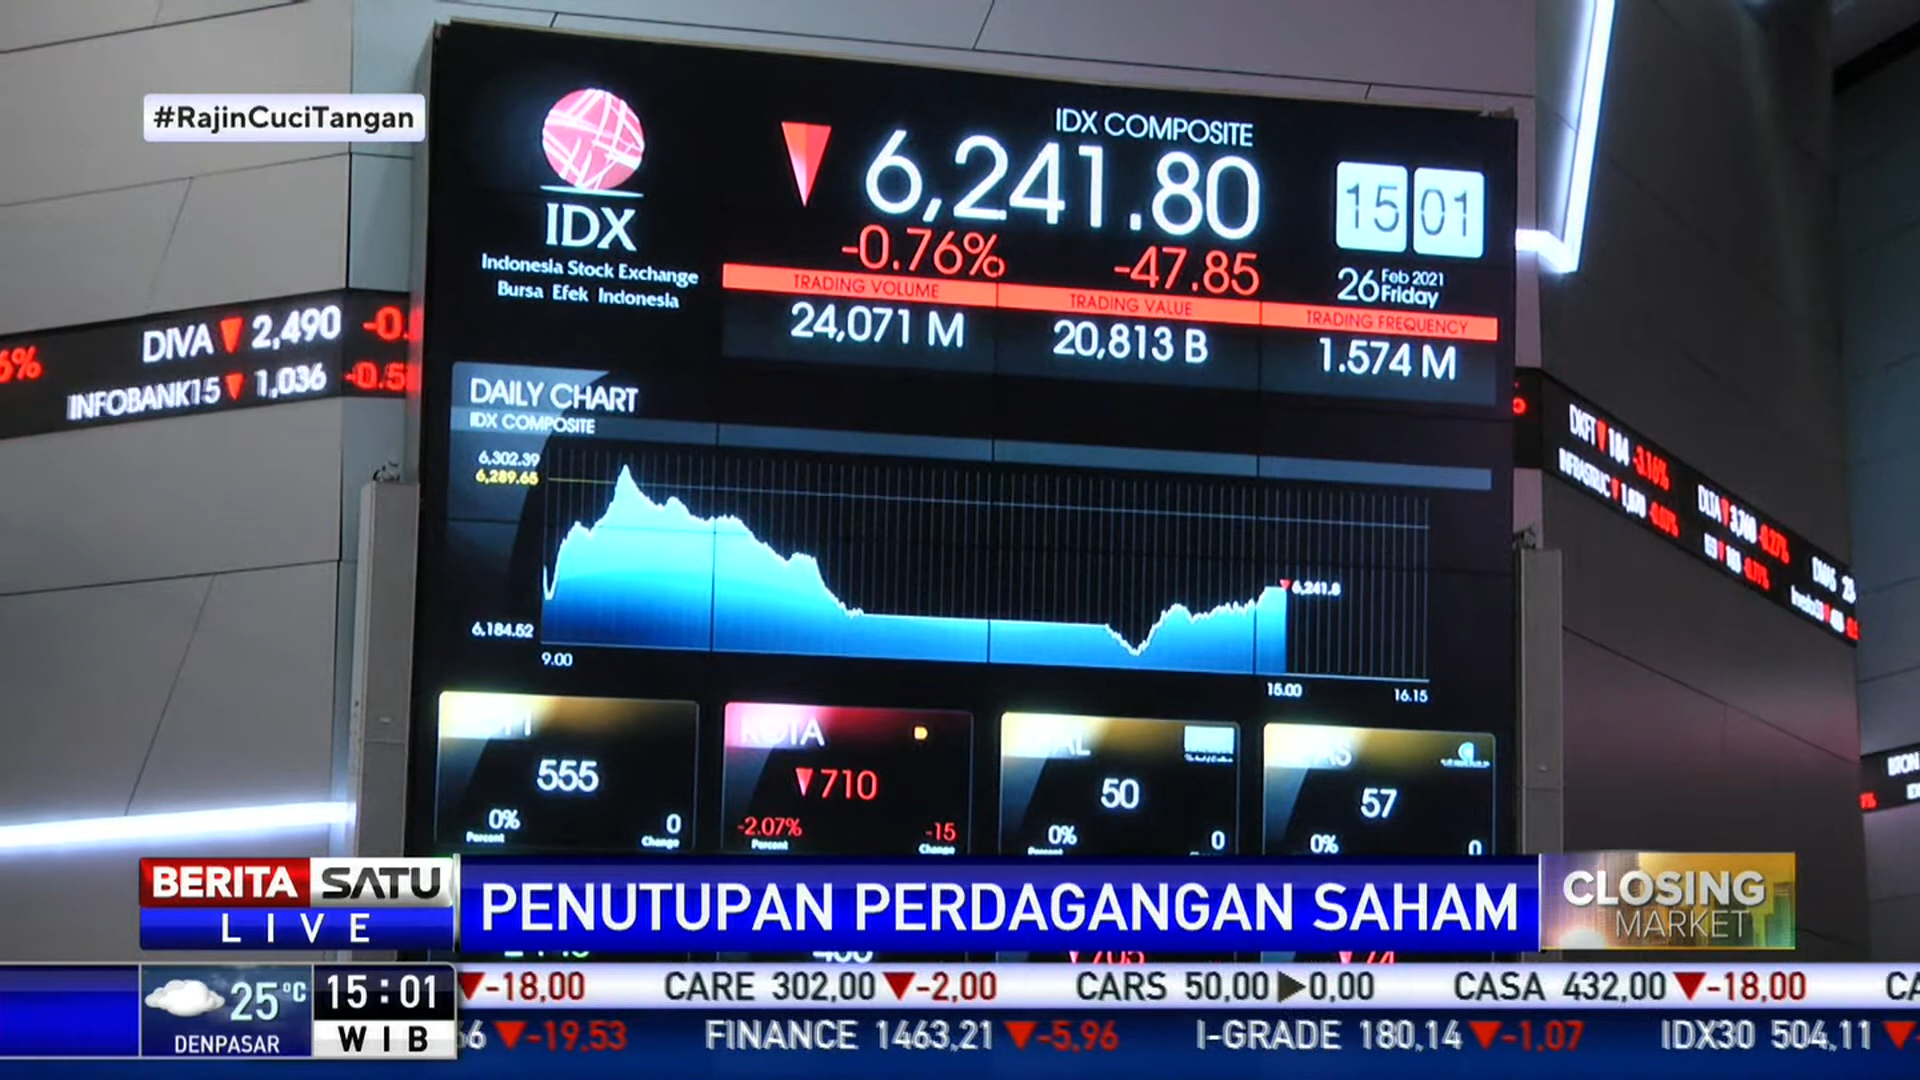 #RajinCuciTangan
IDX
Indonesia Stock Exchange
Bursa Efek Indonesia
IDX COMPOSITE
6,241.80
-0.76% -47.85
15 01
26 Feb 2021
Friday
TRADING VOLUME
24,071 M
TRADING VALUE
20,813 B
TRADING FREQUENCY
1.574 M
DIVA 2,490
INFOBANK15 1,036
DAILY CHART
IDX COMPOSITE
6,302.39
6,289.65
6,184.52
6,241.8
9.00
15.00
16.15
555
0% 0
Percent Change
KOTA
710
-2.07% -15
Percent Change
50
0% 0
57
0% 0
BERITA SATU
LIVE
PENUTUPAN PERDAGANGAN SAHAM
CLOSING
MARKET
25°C
DENPASAR
15:01
WIB
-18,00 CARE 302,00 -2,00 CARS 50,00 0,00 CASA 432,00 -18,00
-19,53 FINANCE 1463,21 -5,96 I-GRADE 180,14 -1,07 IDX30 504,11